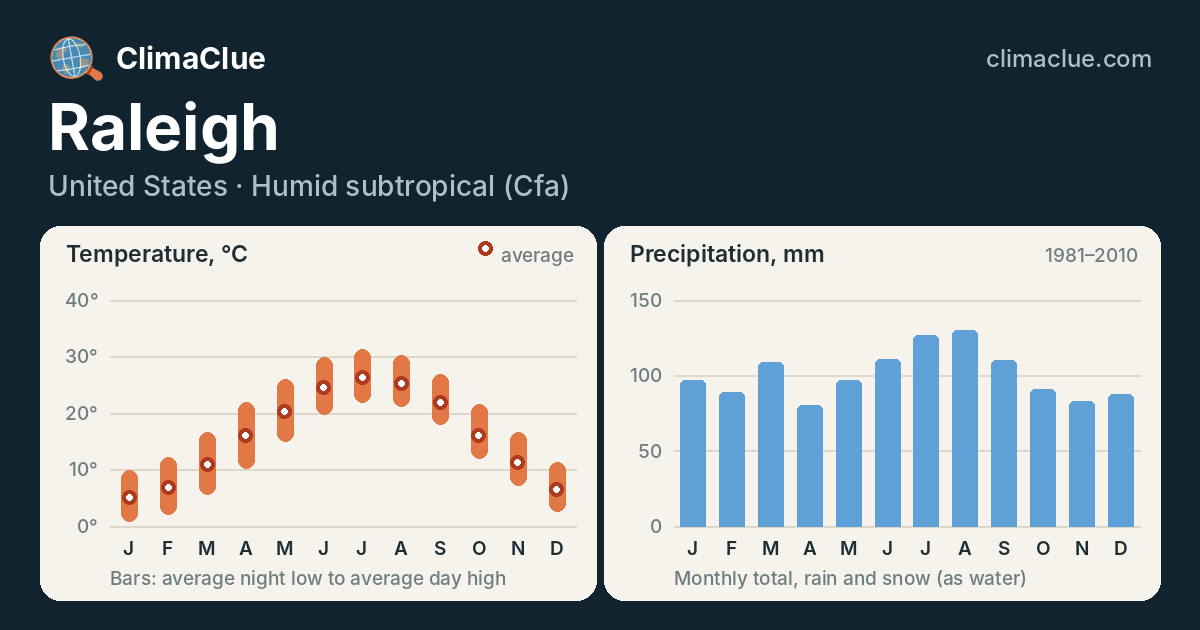 ClimaClue
climaclue.com
Raleigh
United States · Humid subtropical (Cfa)
Temperature, °C
average
40°
30°
20°
10°
0°
J F M A M J J A S O N D
Bars: average night low to average day high
Precipitation, mm
1981–2010
150
100
50
0
J F M A M J J A S O N D
Monthly total, rain and snow (as water)